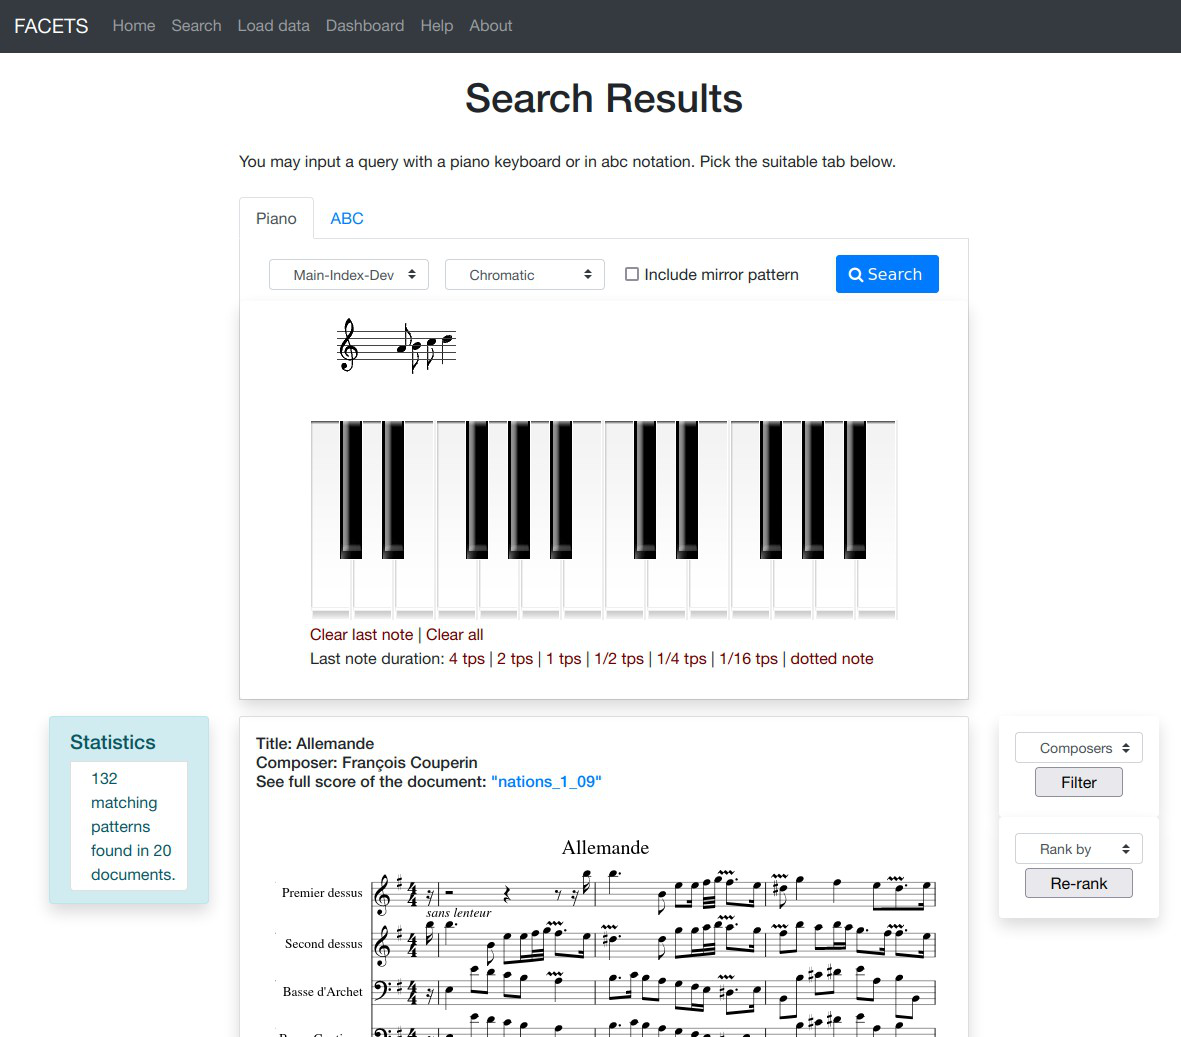 FACETS Home Search Load data Dashboard Help About
Search Results
You may input a query with a piano keyboard or in abc notation. Pick the suitable tab below.
Piano ABC
Main-Index-Dev Chromatic Include mirror pattern Search
Clear last note | Clear all
Last note duration: 4 tps | 2 tps | 1 tps | 1/2 tps | 1/4 tps | 1/16 tps | dotted note
Statistics
132
matching
patterns
found in 20
documents.
Title: Allemande
Composer: François Couperin
See full score of the document: "nations_1_09"
Allemande
Premier dessus
sans lenteur
Second dessus
Basse d'Archet
Composers
Filter
Rank by
Re-rank